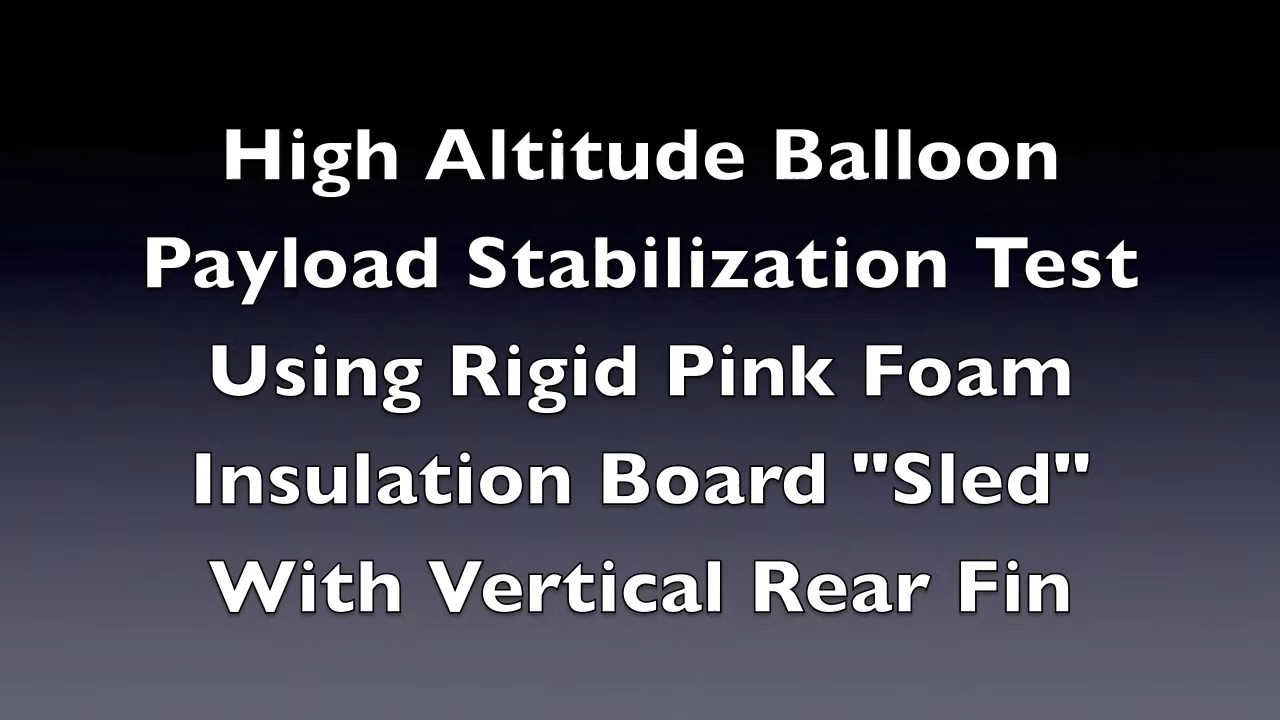 High Altitude Balloon
Payload Stabilization Test
Using Rigid Pink Foam
Insulation Board "Sled"
With Vertical Rear Fin